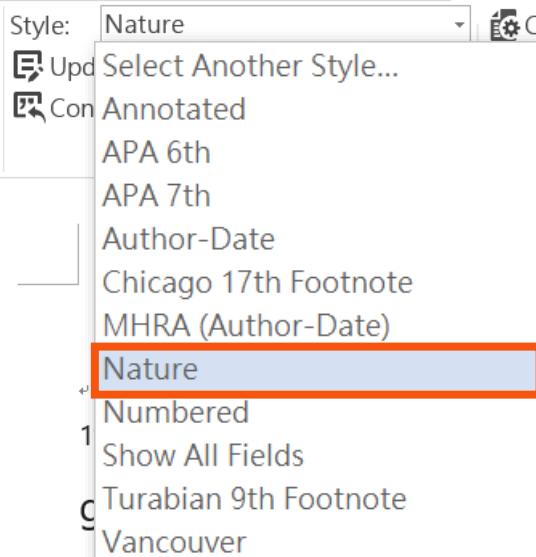 Style: Nature
Select Another Style...
Upd
Annotated
Con
APA 6th
APA 7th
Author-Date
Chicago 17th Footnote
MHRA (Author-Date)
Nature
Numbered
1
Show All Fields
Turabian 9th Footnote
Vancouver